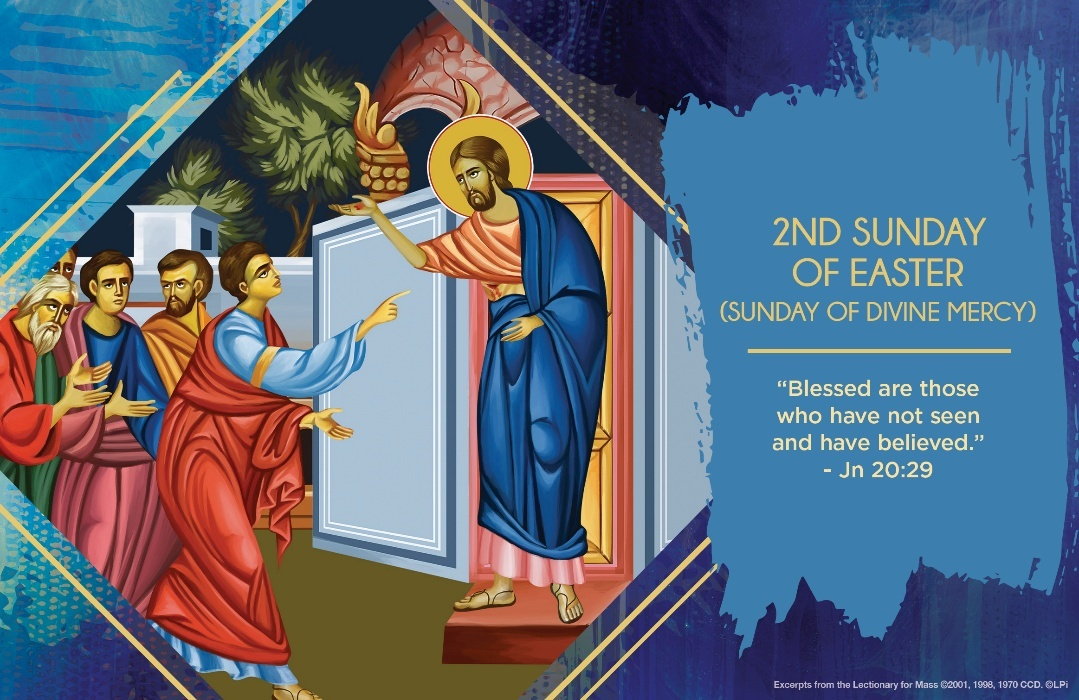 2ND SUNDAY
OF EASTER
(SUNDAY OF DIVINE MERCY)
“Blessed are those
who have not seen
and have believed.”
- Jn 20:29
Excerpts from the Lectionary for Mass ©2001, 1998, 1970 CCD. ©LPi